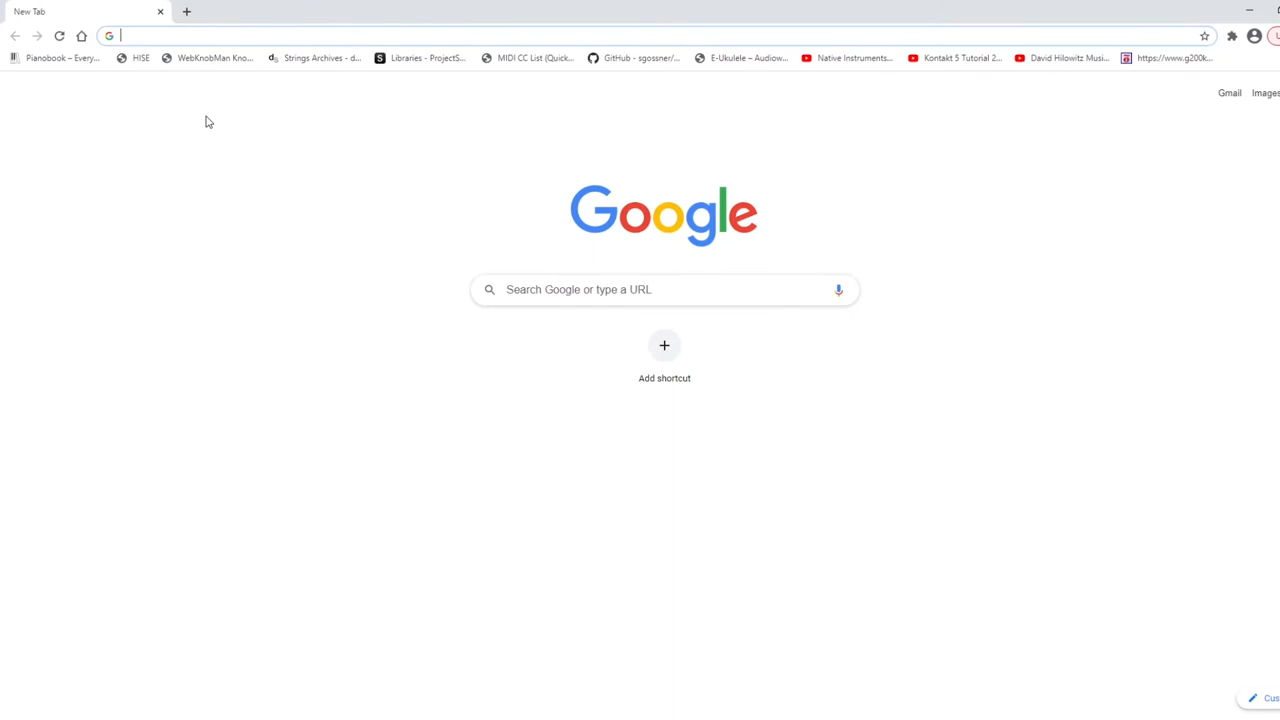 New Tab
Pianobook – Every...
HISE
WebKnobMan Kno...
Strings Archives - d...
Libraries - ProjectS...
MIDI CC List (Quick...
GitHub - sgossner/...
E-Ukulele – Audiow...
Native Instruments...
Kontakt 5 Tutorial 2...
David Hilowitz Musi...
https://www.g200k...
Gmail
Images
Google
Search Google or type a URL
Add shortcut
Cus